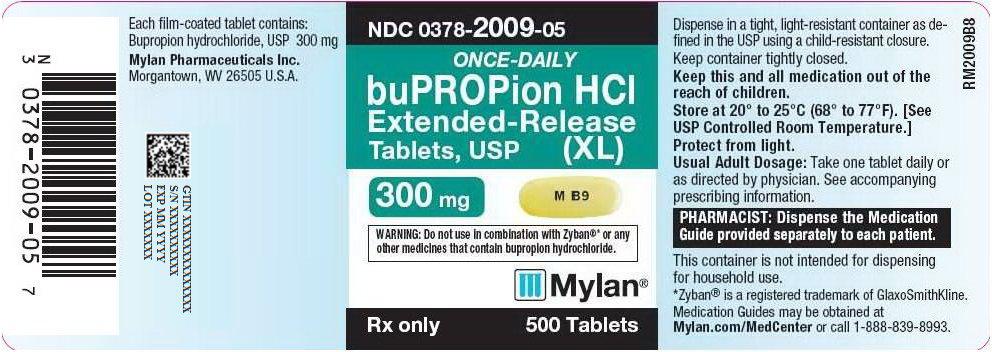 N
3 0378-2009-05 7
Each film-coated tablet contains:
Bupropion hydrochloride, USP 300 mg
Mylan Pharmaceuticals Inc.
Morgantown, WV 26505 U.S.A.
GTIN XXXXXXXXXXXXXX
S/N XXXXXXXXXX
EXP MM YYYY
LOT XXXXXX
NDC 0378-2009-05
ONCE-DAILY
buPROPion HCl
Extended-Release
Tablets, USP (XL)
300 mg
M B9
WARNING: Do not use in combination with Zyban®* or any
other medicines that contain bupropion hydrochloride.
Mylan®
Rx only 500 Tablets
Dispense in a tight, light-resistant container as de-
fined in the USP using a child-resistant closure.
Keep container tightly closed.
Keep this and all medication out of the
reach of children.
Store at 20° to 25°C (68° to 77°F). [See
USP Controlled Room Temperature.]
Protect from light.
Usual Adult Dosage: Take one tablet daily or
as directed by physician. See accompanying
prescribing information.
PHARMACIST: Dispense the Medication
Guide provided separately to each patient.
This container is not intended for dispensing
for household use.
*Zyban® is a registered trademark of GlaxoSmithKline.
Medication Guides may be obtained at
Mylan.com/MedCenter or call 1-888-839-8993.
RM2009B8